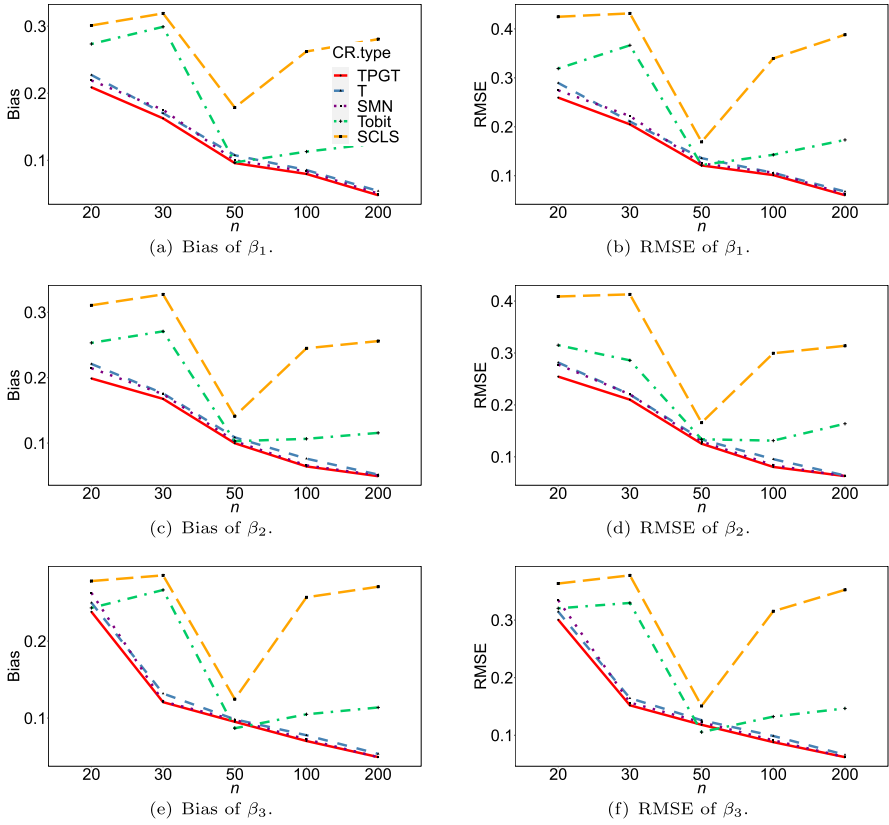 Bias
0.3
0.2
0.1
20 30 50 100 200
n
CR.type
TPGT
T
SMN
Tobit
SCLS
(a) Bias of β₁.
RMSE
0.4
0.3
0.2
0.1
20 30 50 100 200
n
(b) RMSE of β₁.
Bias
0.3
0.2
0.1
20 30 50 100 200
n
(c) Bias of β₂.
RMSE
0.4
0.3
0.2
0.1
20 30 50 100 200
n
(d) RMSE of β₂.
Bias
0.2
0.1
20 30 50 100 200
n
(e) Bias of β₃.
RMSE
0.3
0.2
0.1
20 30 50 100 200
n
(f) RMSE of β₃.